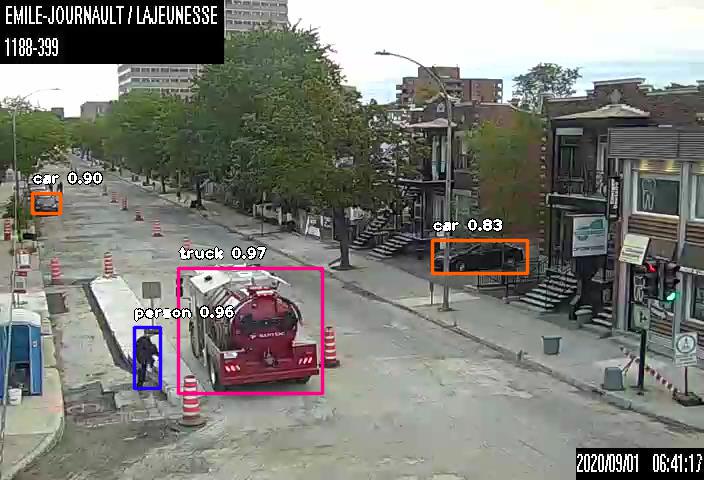 EMILE-JOURNAULT / LAJEUNESSE
1188-399
car 0.90
car 0.83
truck 0.97
person 0.96
2020/09/01 06:41:17